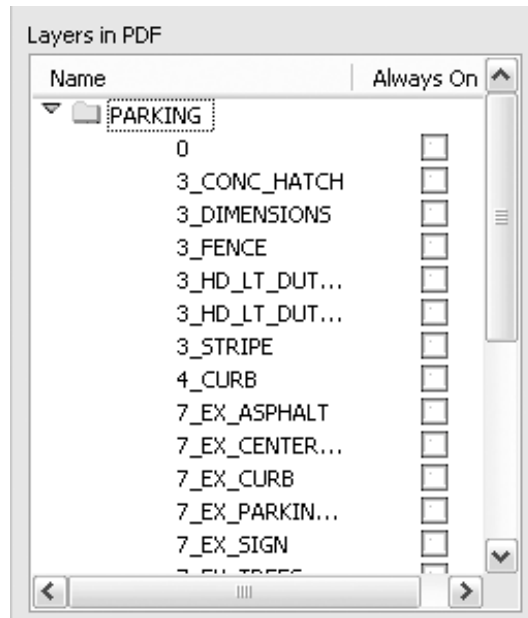 Layers in PDF
Name Always On
PARKING
0
3_CONC_HATCH
3_DIMENSIONS
3_FENCE
3_HD_LT_DUT...
3_HD_LT_DUT...
3_STRIPE
4_CURB
7_EX_ASPHALT
7_EX_CENTER...
7_EX_CURB
7_EX_PARKIN...
7_EX_SIGN